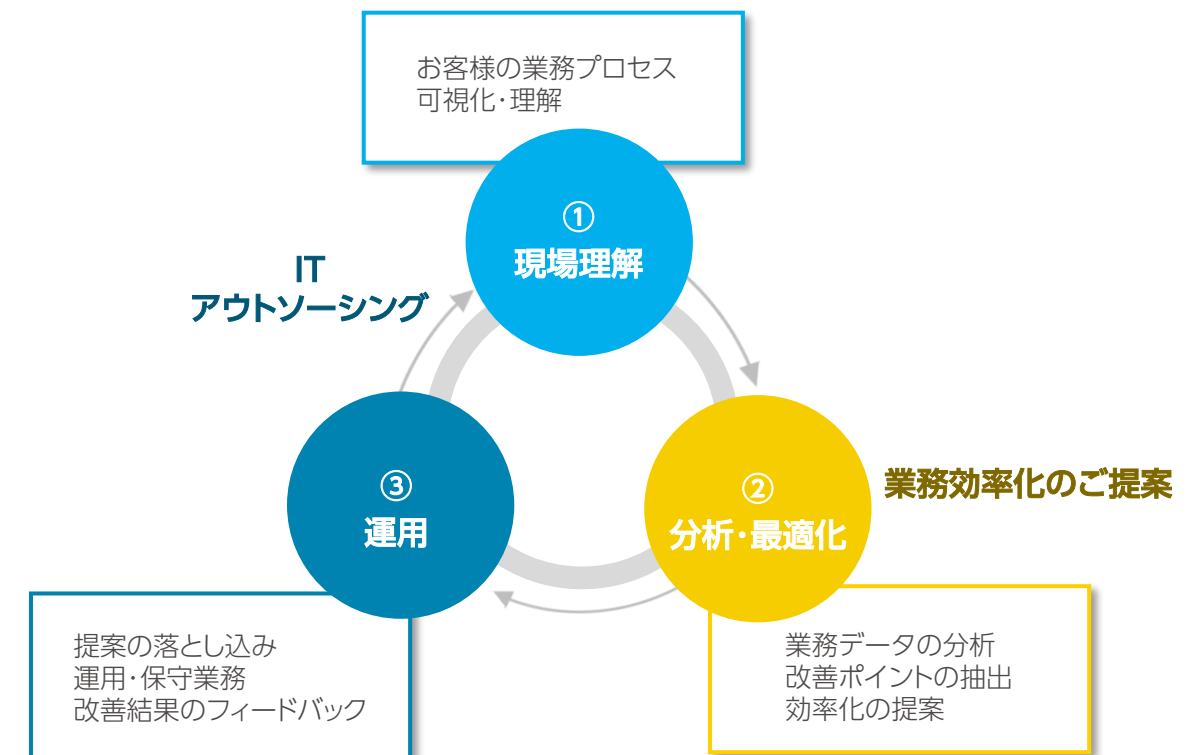 お客様の業務プロセス
可視化・理解
①
現場理解
IT
アウトソーシング
③
運用
②
分析・最適化
業務効率化のご提案
提案の落とし込み
運用・保守業務
改善結果のフィードバック
業務データの分析
改善ポイントの抽出
効率化の提案